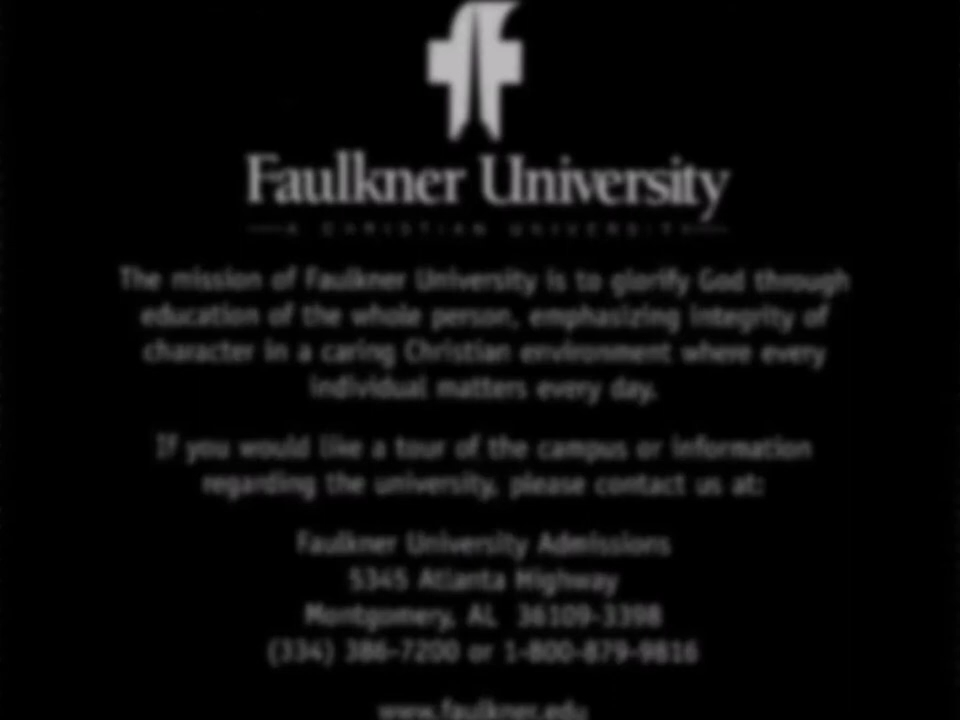 Faulkner University
A CHRISTIAN UNIVERSITY
The mission of Faulkner University is to glorify God through
education of the whole person, emphasizing integrity of
character in a caring Christian environment where every
individual matters every day.
If you would like a tour of the campus or information
regarding the university, please contact us at:
Faulkner University Admissions
5345 Atlanta Highway
Montgomery, AL 36109-3398
(334) 386-7200 or 1-800-879-9816
www.faulkner.edu